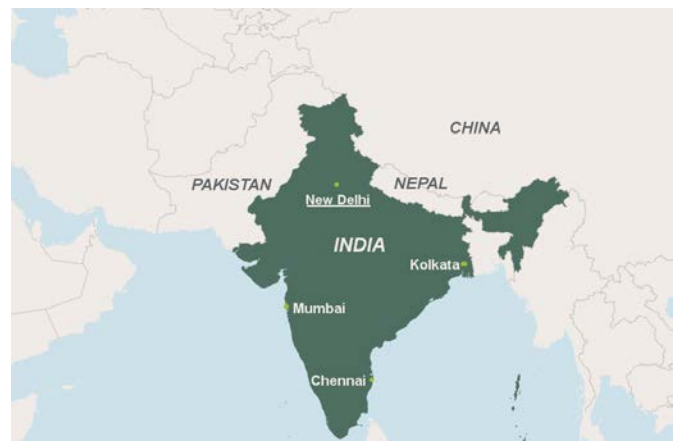 CHINA
PAKISTAN
NEPAL
New Delhi
INDIA
Kolkata
Mumbai
Chennai